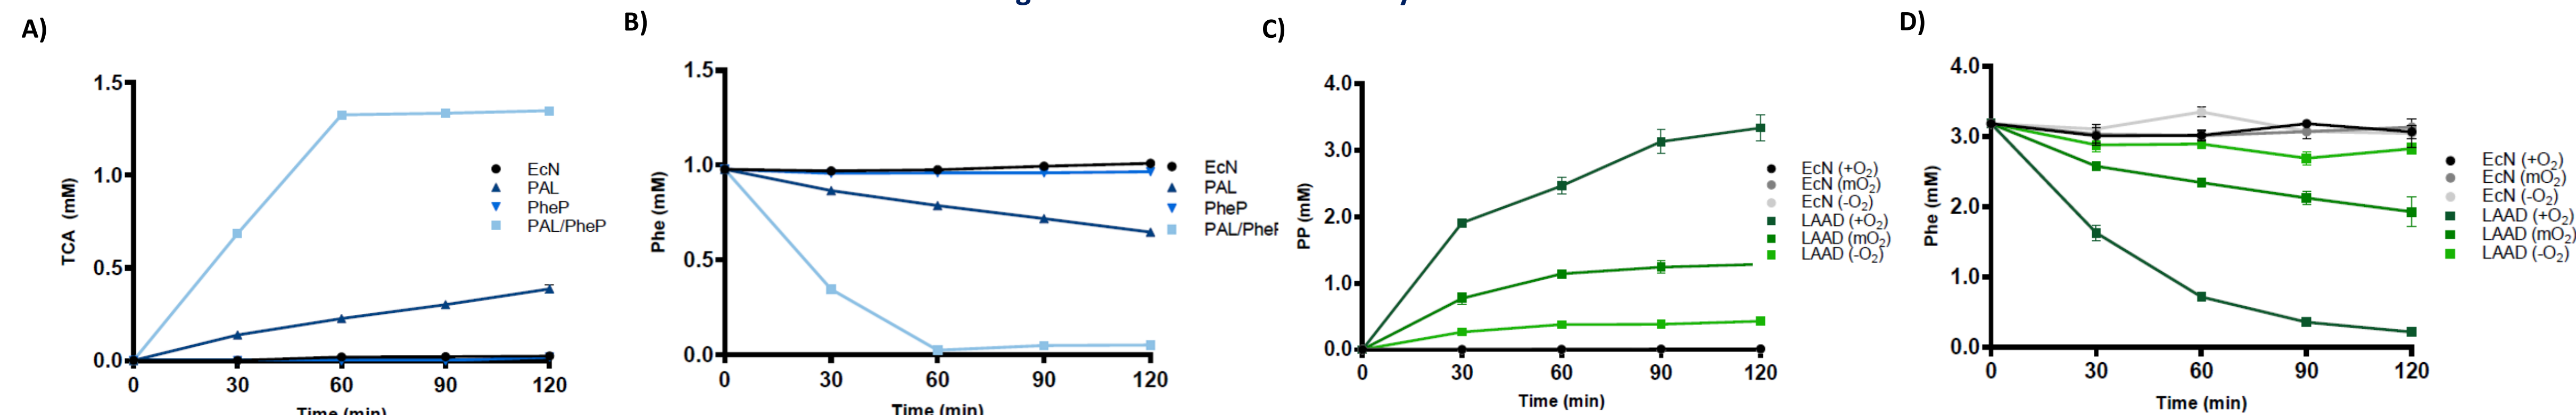 A)
TCA (mM)
1.5
1.0
0.5
0.0
0 30 60 90 120
Time (min)
EcN
PAL
PheP
PAL/PheP
B)
Phe (mM)
1.5
1.0
0.5
0.0
0 30 60 90 120
Time (min)
EcN
PAL
PheP
PAL/PheP
C)
PP (mM)
4.0
3.0
2.0
1.0
0.0
0 30 60 90 120
Time (min)
EcN (+O₂)
EcN (mO₂)
EcN (-O₂)
LAAD (+O₂)
LAAD (mO₂)
LAAD (-O₂)
D)
Phe (mM)
4.0
3.0
2.0
1.0
0.0
0 30 60 90 120
Time (min)
EcN (+O₂)
EcN (mO₂)
EcN (-O₂)
LAAD (+O₂)
LAAD (mO₂)
LAAD (-O₂)